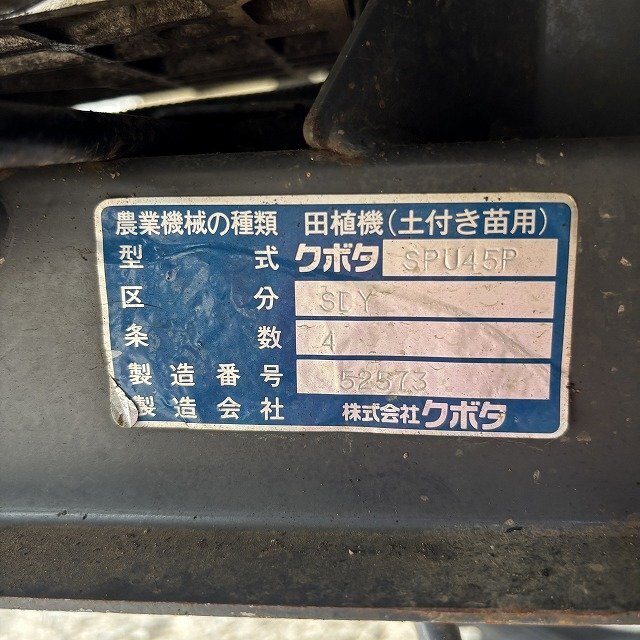 農業機械の種類 田植機(土付き苗用)
型式 クボタ SPU45P
区分 SDY
条数 4
製造番号 52573
製造会社 株式会社クボタ